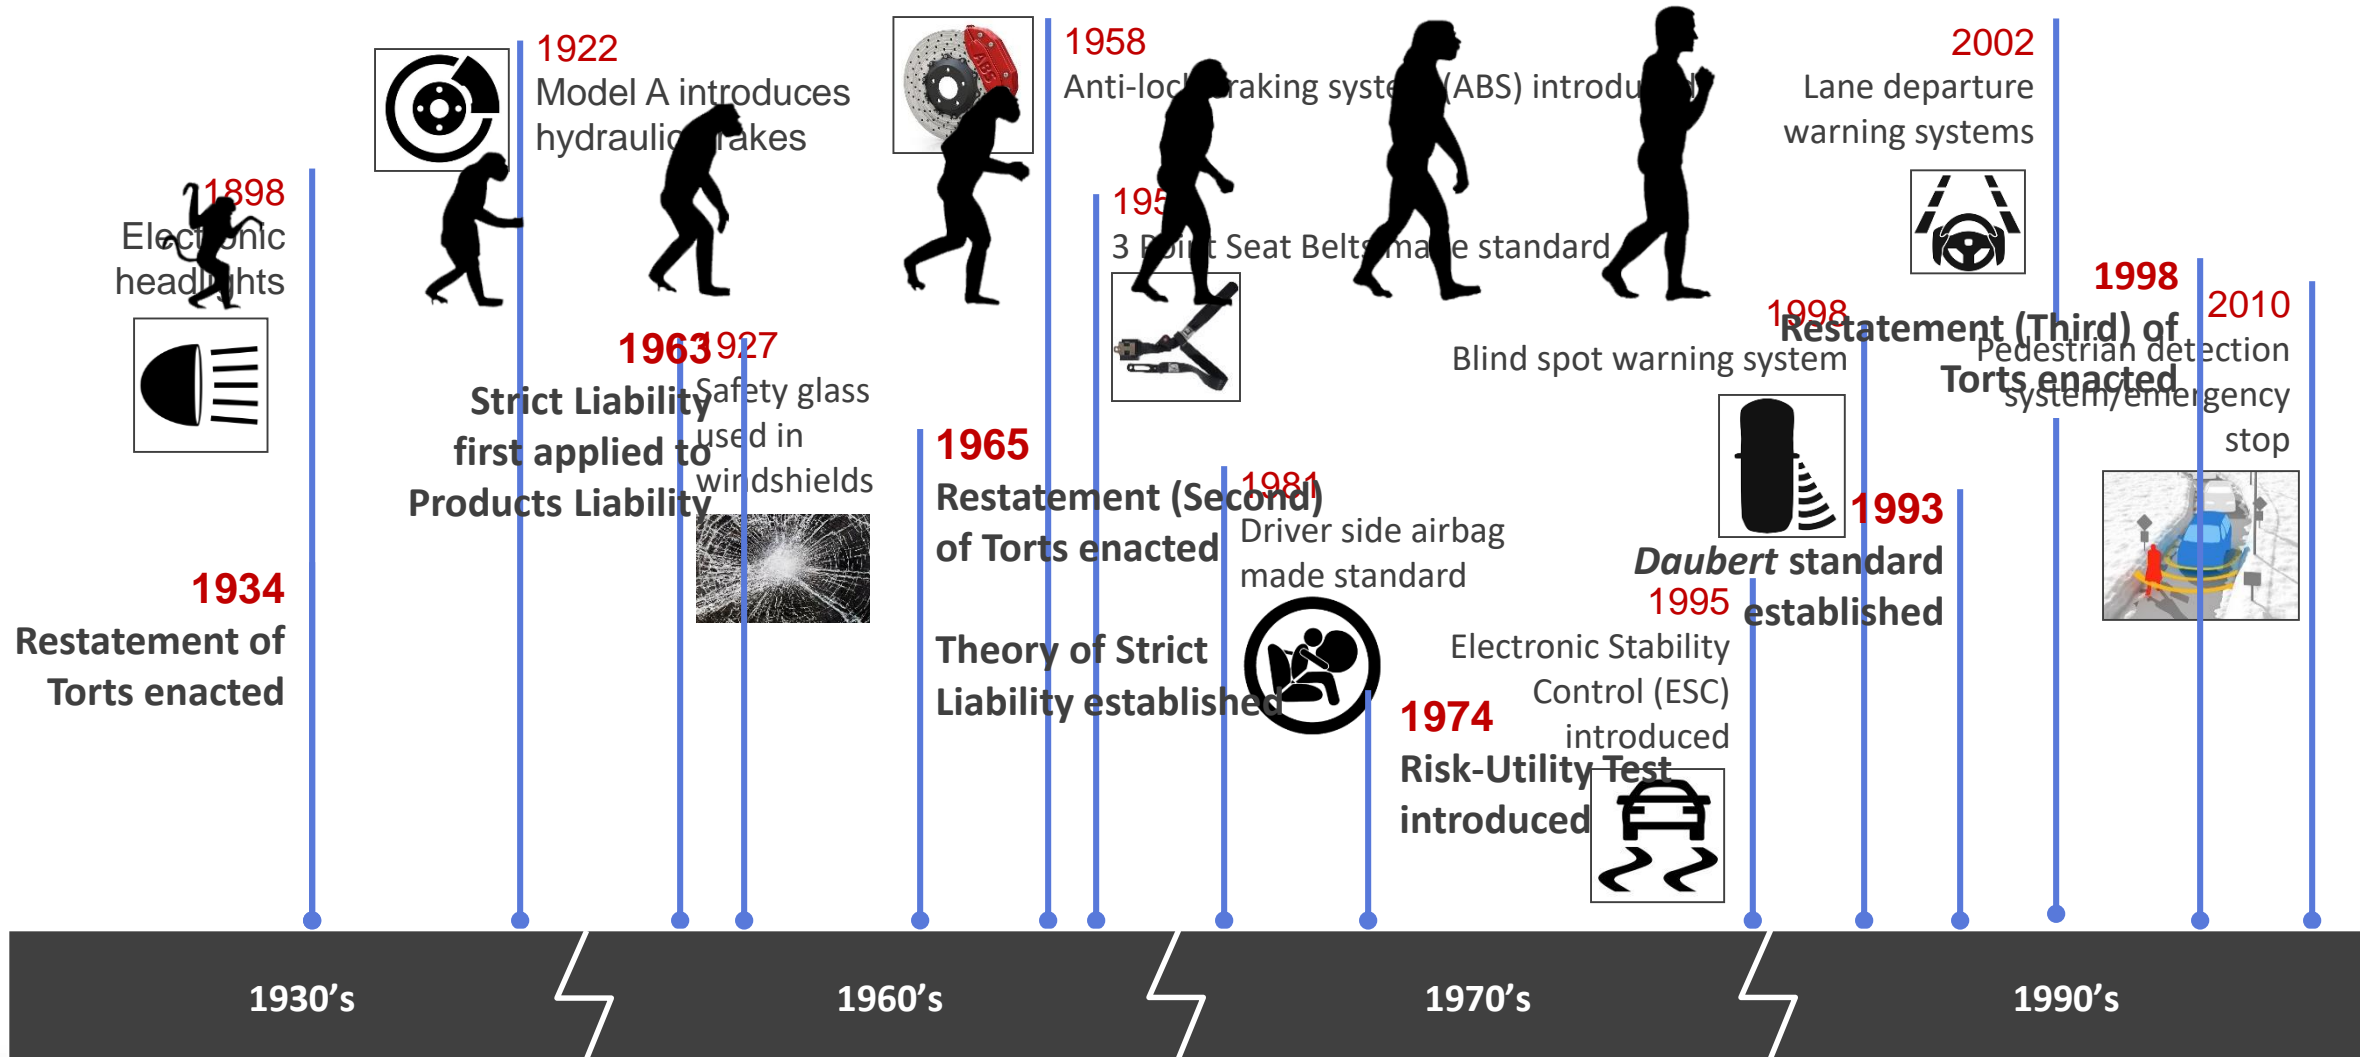 1898
Electronic
headlights
1922
Model A introduces
hydraulic brakes
1958
Anti-lock braking system (ABS) introduced
ABS
3 Point Seat Belts made standard
2002
Lane departure
warning systems
1998
Restatement (Third) of
Torts enacted
2010
Pedestrian detection
system/emergency
stop
1998
Blind spot warning system
1963
Strict Liability
first applied to
Products Liability
1927
Safety glass
used in
windshields
1965
Restatement (Second)
of Torts enacted
Theory of Strict
Liability established
1981
Driver side airbag
made standard
1993
Daubert standard
established
1934
Restatement of
Torts enacted
1995
Electronic Stability
Control (ESC)
introduced
1974
Risk-Utility Test
introduced
1930's
1960's
1970's
1990's